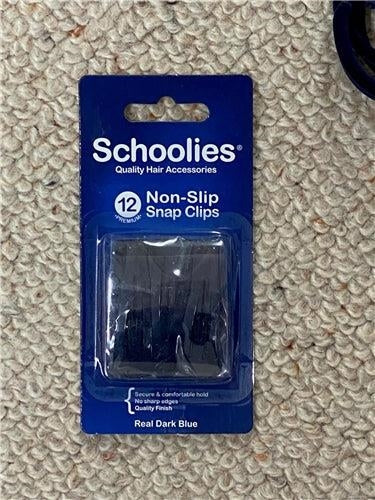 Schoolies®
Quality Hair Accessories
12
PREMIUM
Non-Slip
Snap Clips
Secure & comfortable hold
No sharp edges
Quality Finish
Real Dark Blue